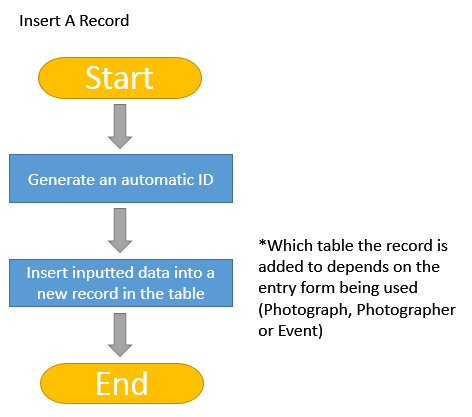 Insert A Record
Start
Generate an automatic ID
Insert inputted data into a
new record in the table
*Which table the record is
added to depends on the
entry form being used
(Photograph, Photographer
or Event)
End